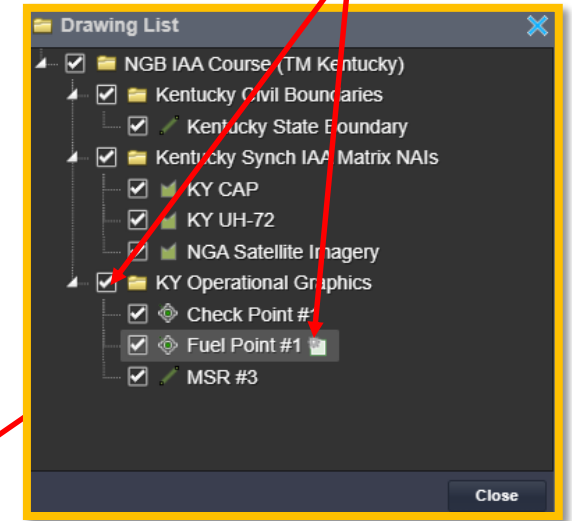 Drawing List
NGB IAA Course (TM Kentucky)
Kentucky Civil Boundaries
Kentucky State Boundary
Kentucky Synch IAA Matrix NAIs
KY CAP
KY UH-72
NGA Satellite Imagery
KY Operational Graphics
Check Point #1
Fuel Point #1
MSR #3
Close